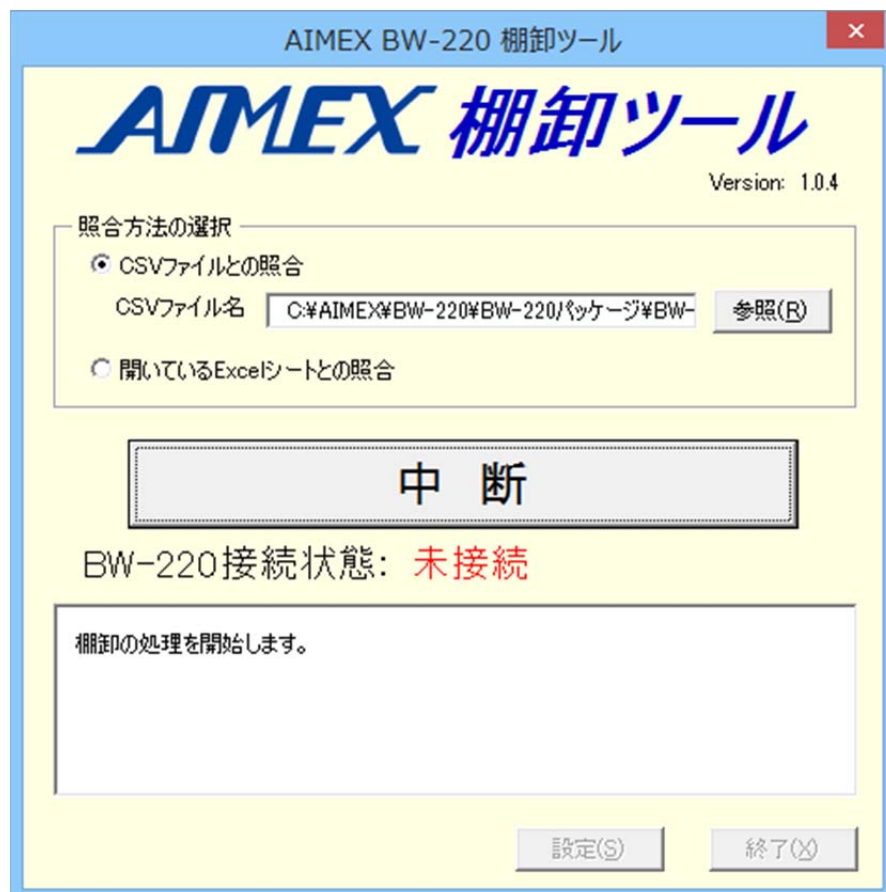 AIMEX BW-220 棚卸ツール
AIMEX 棚卸ツール
Version: 1.0.4
照合方法の選択
CSVファイルとの照合
CSVファイル名 C:¥AIMEX¥BW-220¥BW-220パッケージ¥BW- 参照(R)
開いているExcelシートとの照合
中 断
BW-220接続状態: 未接続
棚卸の処理を開始します。
設定(S) 終了(X)